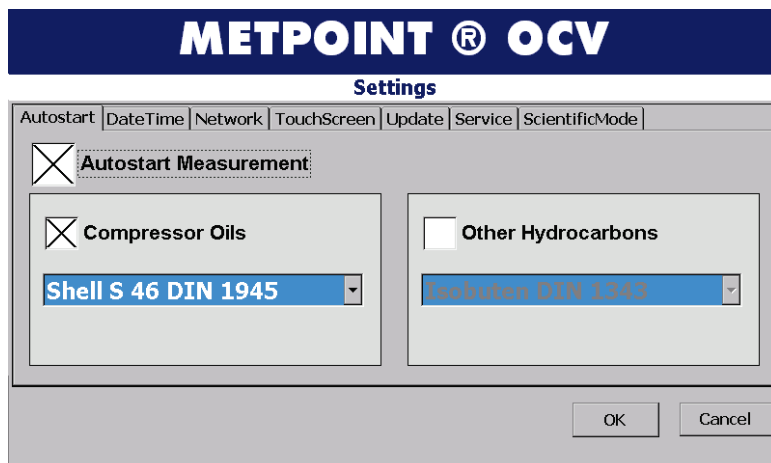 METPOINT ® OCV
Settings
Autostart DateTime Network TouchScreen Update Service ScientificMode
Autostart Measurement
Compressor Oils Other Hydrocarbons
Shell S 46 DIN 1945 Isobuten DIN 1343
OK Cancel